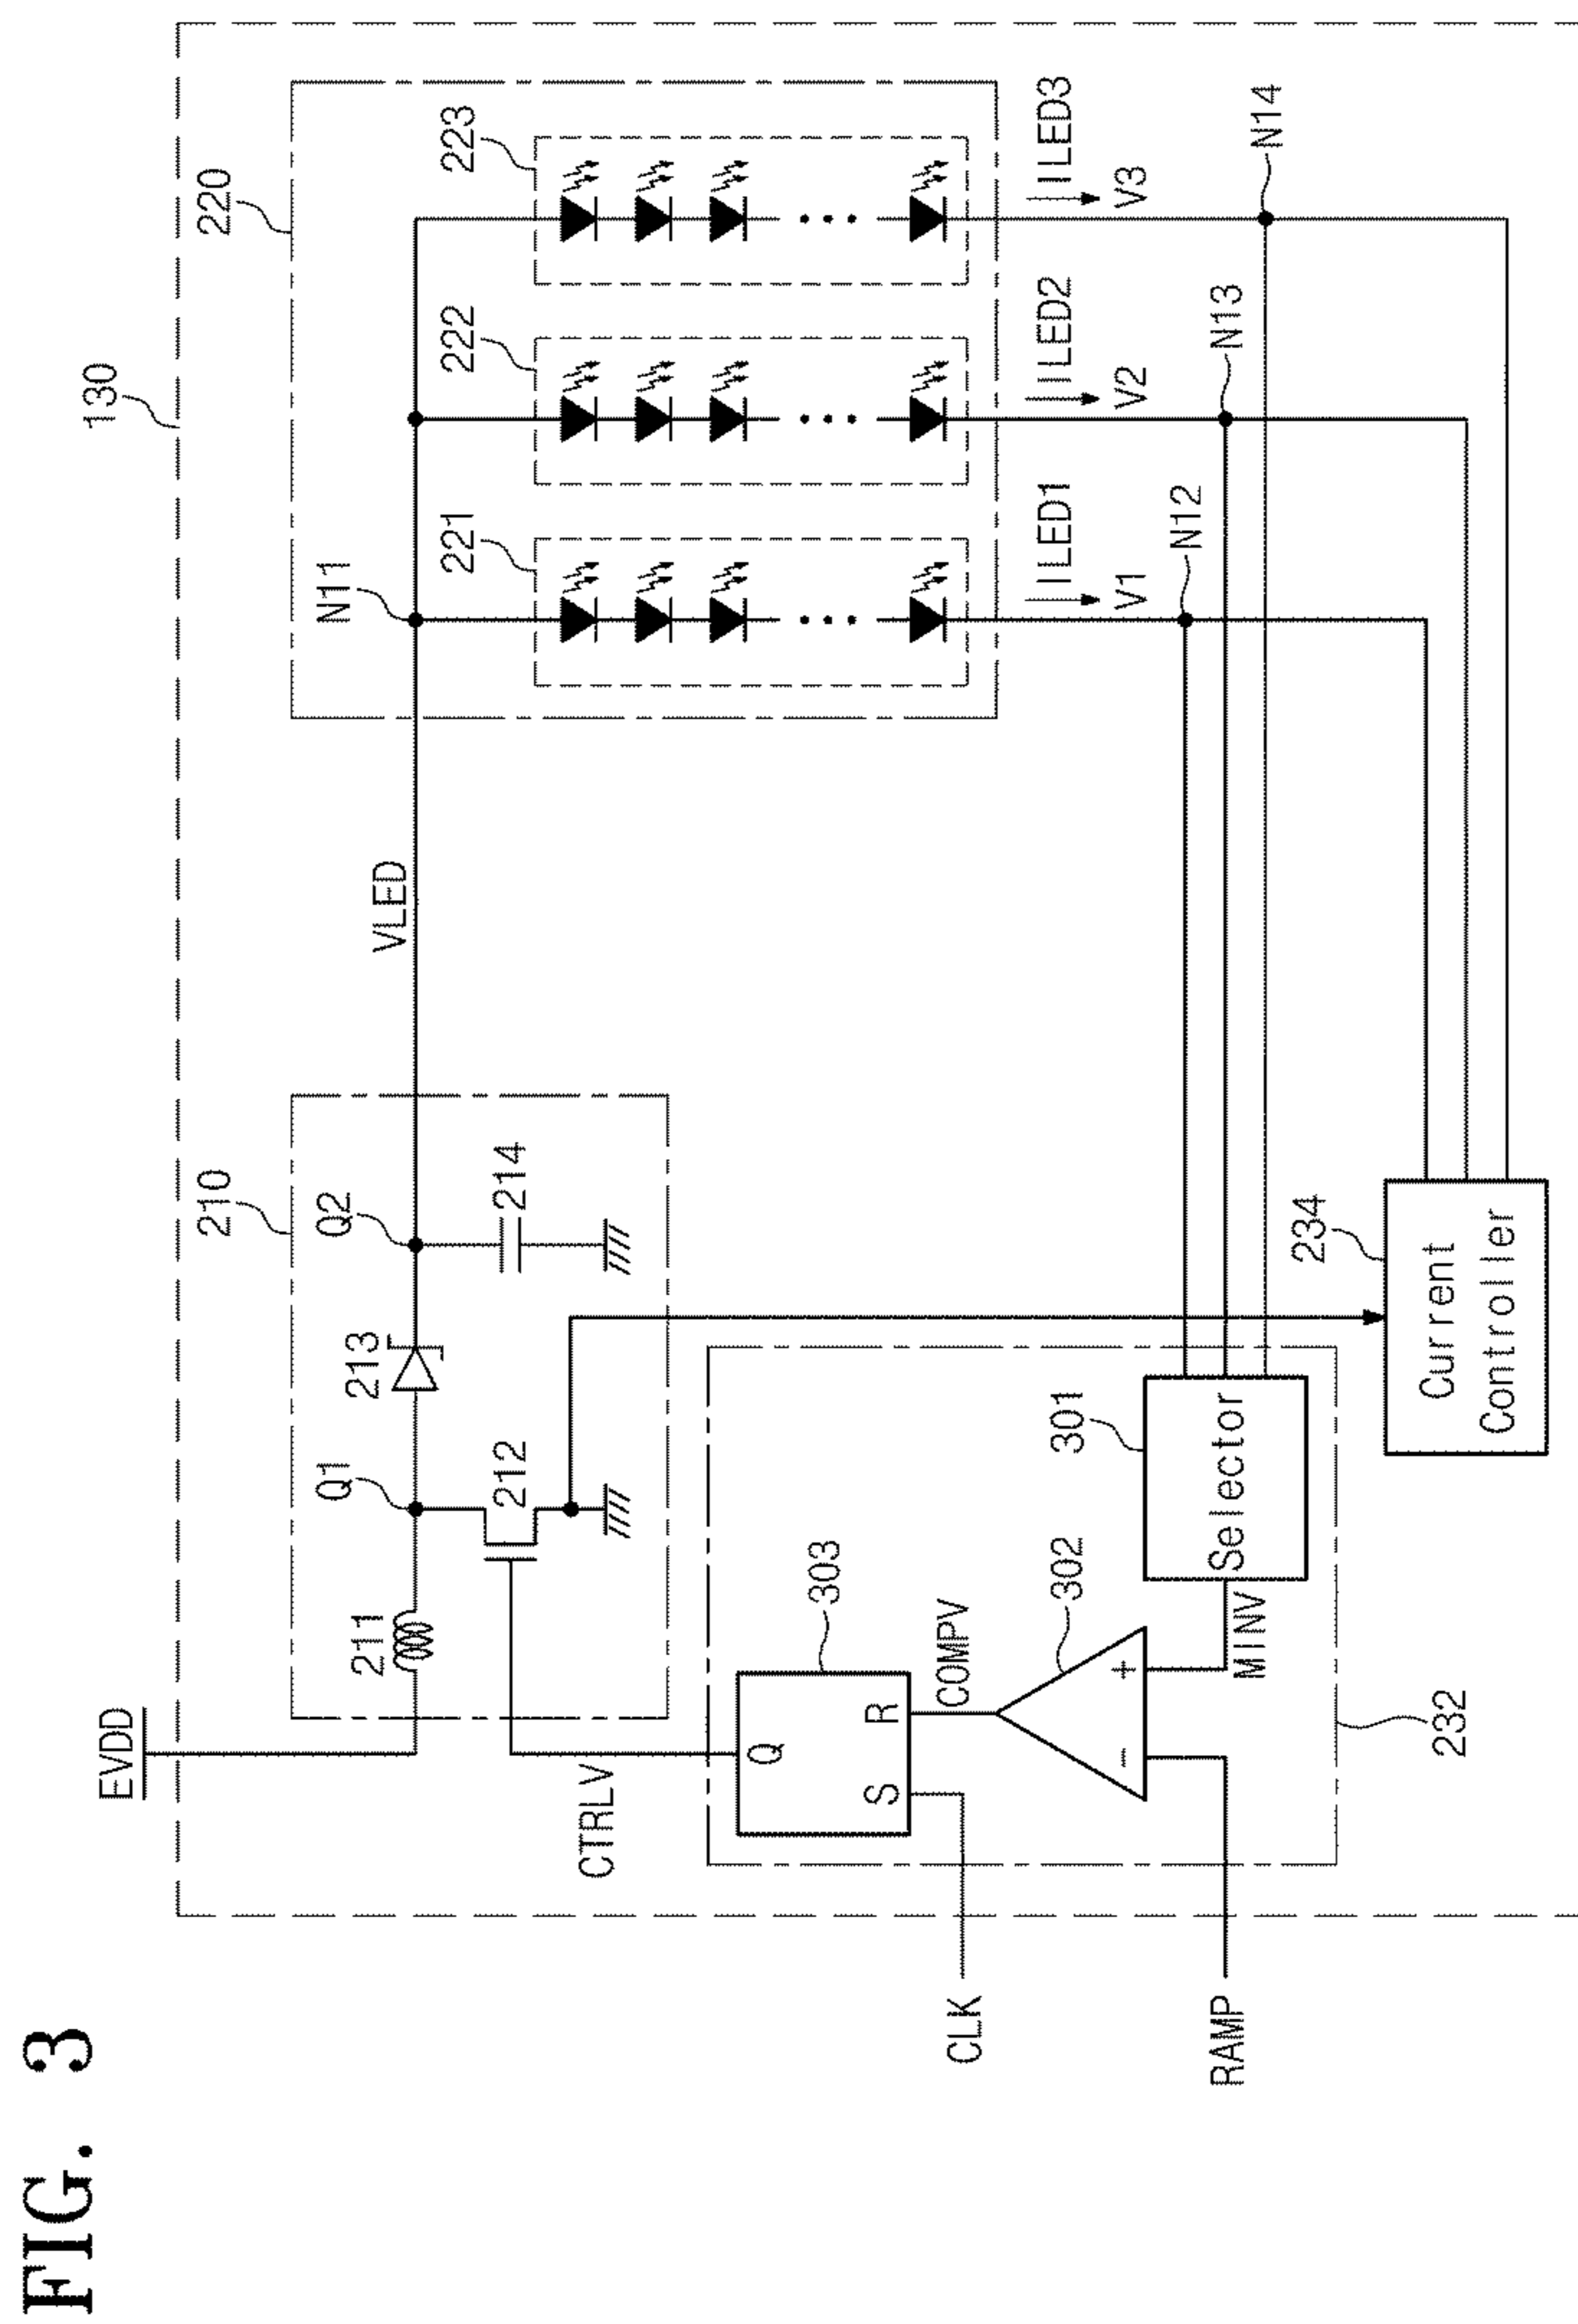 FIG. 3
130
EVDD
210
220
211
Q1
213
Q2
VLED
N11
212
214
221
222
223
CTRLV
303
Q
S
R
COMPV
CLK
302
-
+
MINV
301
Selector
RAMP
232
234
Current
Controller
ILED1
ILED2
ILED3
V1
V2
V3
N12
N13
N14